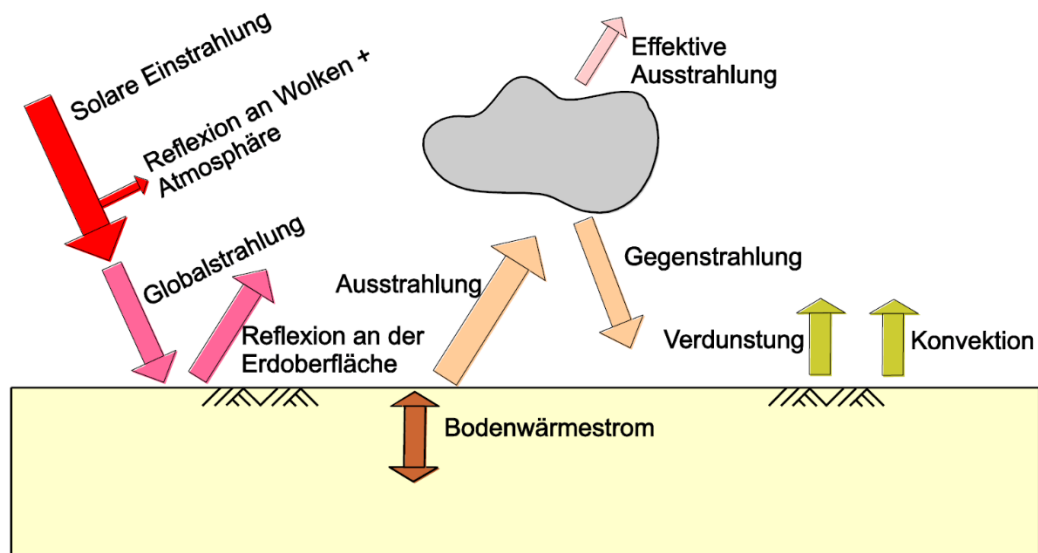 Solare Einstrahlung
Reflexion an Wolken +
Atmosphäre
Globalstrahlung
Reflexion an der
Erdoberfläche
Ausstrahlung
Effektive
Ausstrahlung
Gegenstrahlung
Verdunstung
Konvektion
Bodenwärmestrom